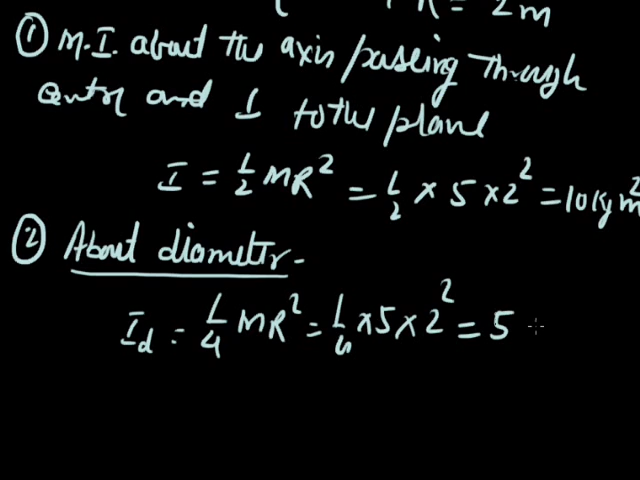 R = 2m
① M.I. about the axis passing through
centre and ⊥ to the plane
I = 1/2 MR² = 1/2 × 5 × 2² = 10 kg m²
② About diameter.
I_d = 1/4 MR² = 1/4 × 5 × 2² = 5